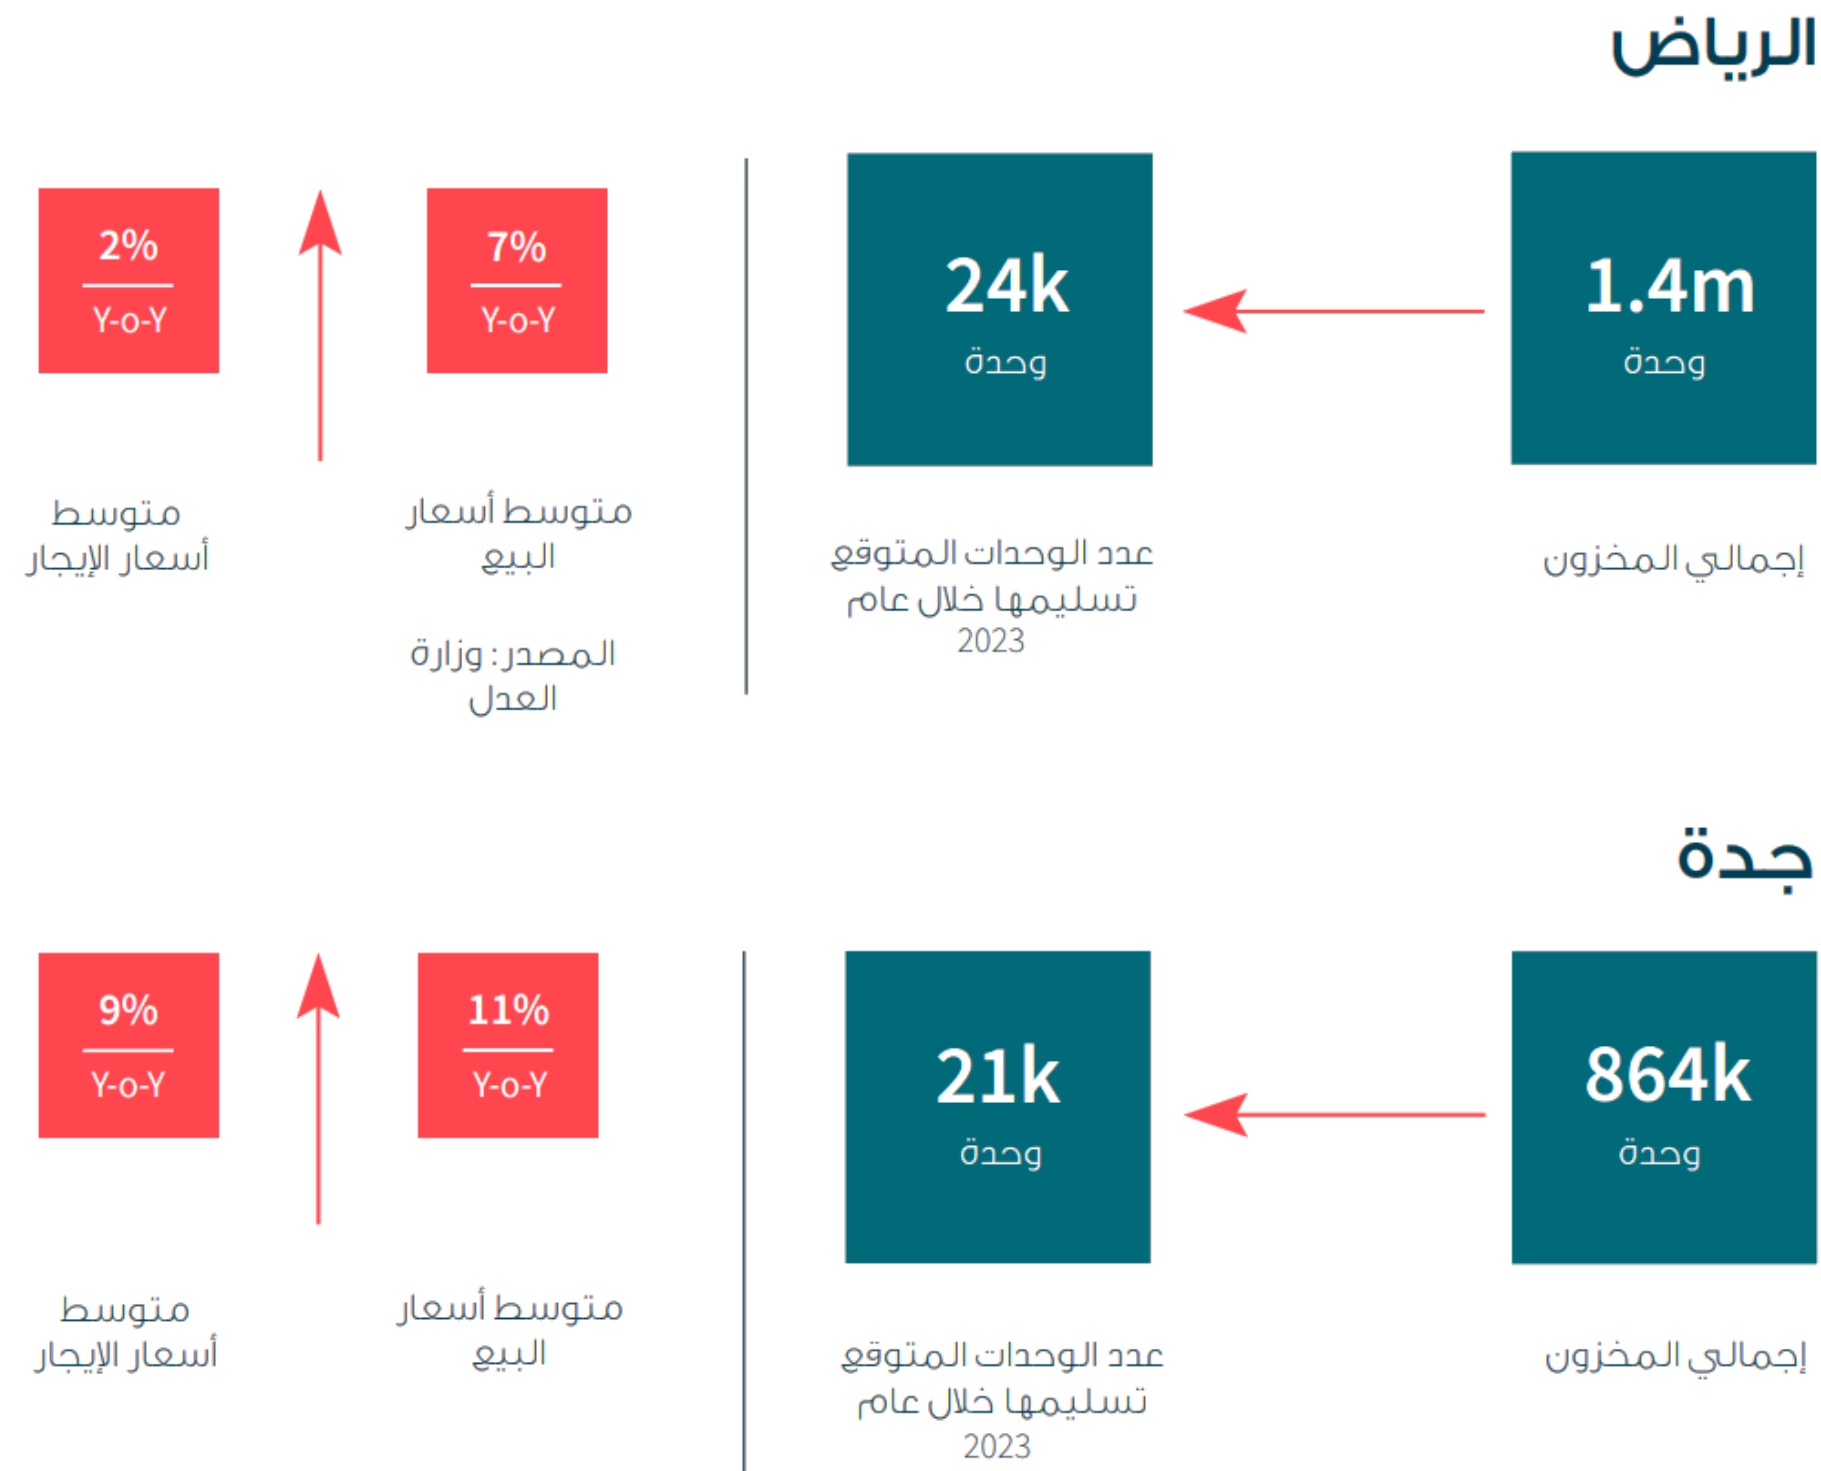 الرياض
1.4m
وحدة
إجمالي المخزون
24k
وحدة
عدد الوحدات المتوقع
تسليمها خلال عام
2023
7%
Y-o-Y
متوسط أسعار
البيع
المصدر: وزارة
العدل
2%
Y-o-Y
متوسط
أسعار الإيجار
جدة
864k
وحدة
إجمالي المخزون
21k
وحدة
عدد الوحدات المتوقع
تسليمها خلال عام
2023
11%
Y-o-Y
متوسط أسعار
البيع
9%
Y-o-Y
متوسط
أسعار الإيجار